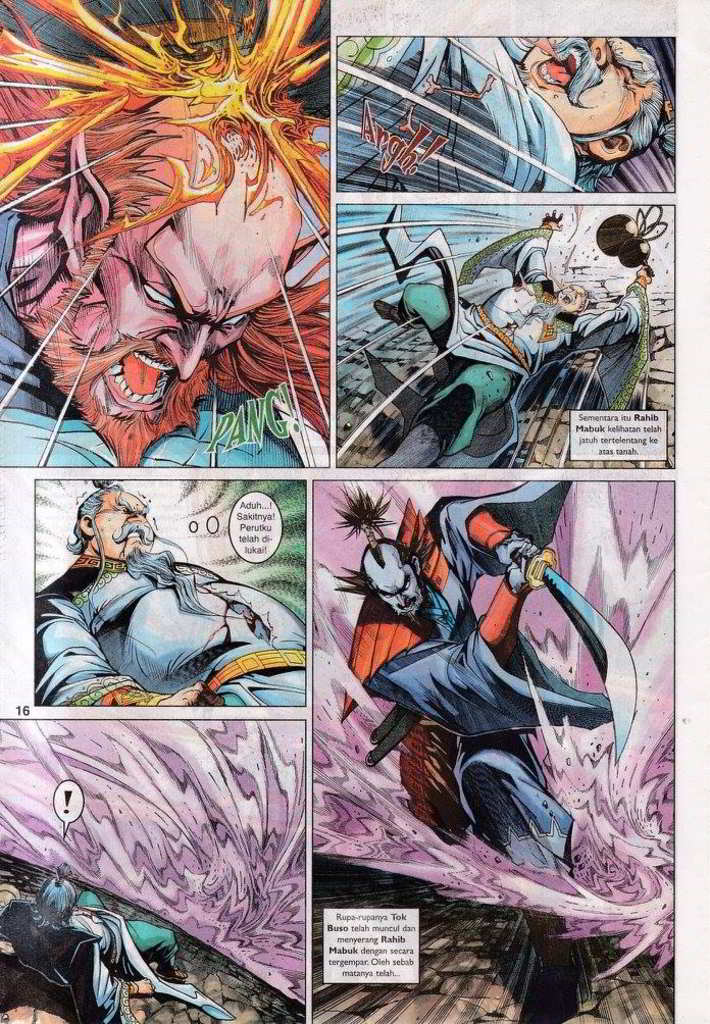 PANG!
Argh!
Sementara itu Rahib
Mabuk kelihatan telah
jatuh tertelentang ke
atas tanah.
Aduh...!
Sakitnya!
Perutku
telah di-
lukai!
16
!
Rupa-rupanya Tok
Buso telah muncul dan
menyerang Rahib
Mabuk dengan secara
tergempar. Oleh sebab
matanya telah...